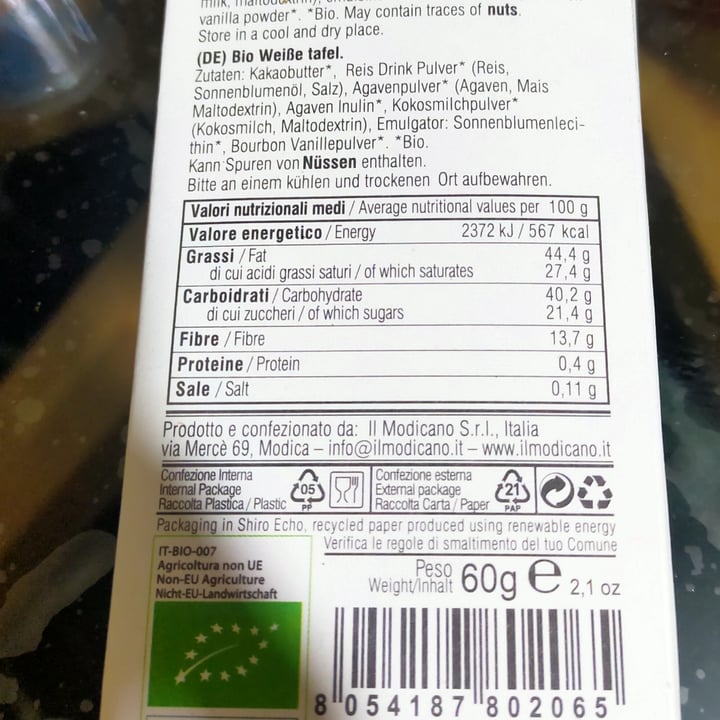 vanilla powder*. *Bio. May contain traces of nuts.
Store in a cool and dry place.
(DE) Bio Weiße tafel.
Zutaten: Kakaobutter*, Reis Drink Pulver* (Reis,
Sonnenblumenöl, Salz), Agavenpulver* (Agaven, Mais
Maltodextrin), Agaven Inulin*, Kokosmilchpulver*
(Kokosmilch, Maltodextrin), Emulgator: Sonnenblumenleci-
thin*, Bourbon Vanillepulver*. *Bio.
Kann Spuren von Nüssen enthalten.
Bitte an einem kühlen und trockenen Ort aufbewahren.
Valori nutrizionali medi / Average nutritional values per 100 g
Valore energetico / Energy 2372 kJ / 567 kcal
Grassi / Fat 44,4 g
di cui acidi grassi saturi / of which saturates 27,4 g
Carboidrati / Carbohydrate 40,2 g
di cui zuccheri / of which sugars 21,4 g
Fibre / Fibre 13,7 g
Proteine / Protein 0,4 g
Sale / Salt 0,11 g
Prodotto e confezionato da: Il Modicano S.r.l., Italia
via Mercè 69, Modica – info@ilmodicano.it – www.ilmodicano.it
Confezione Interna
Internal Package
Raccolta Plastica / Plastic
05
PP
Confezione esterna
External package
Raccolta Carta / Paper
21
PAP
Packaging in Shiro Echo, recycled paper produced using renewable energy
Verifica le regole di smaltimento del tuo Comune
IT-BIO-007
Agricoltura non UE
Non-EU Agriculture
Nicht-EU-Landwirtschaft
Peso
Weight/Inhalt 60g e 2,1 oz
8 054187 802065